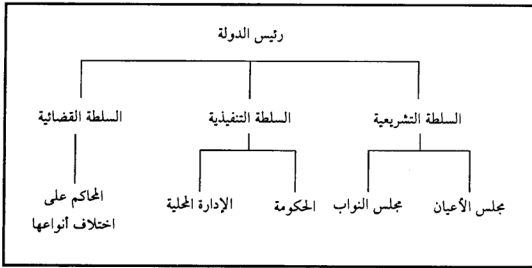 رئيس الدولة
السلطة التشريعية
السلطة التنفيذية
السلطة القضائية
مجلس الأعيان
مجلس النواب
الحكومة
الإدارة المحلية
المحاكم على
اختلاف أنواعها